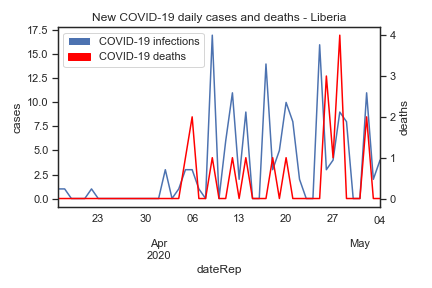 New COVID-19 daily cases and deaths - Liberia
COVID-19 infections
COVID-19 deaths
cases
17.5
15.0
12.5
10.0
7.5
5.0
2.5
0.0
deaths
4
3
2
1
0
23 30 06 13 20 27 04
Apr May
2020
dateRep